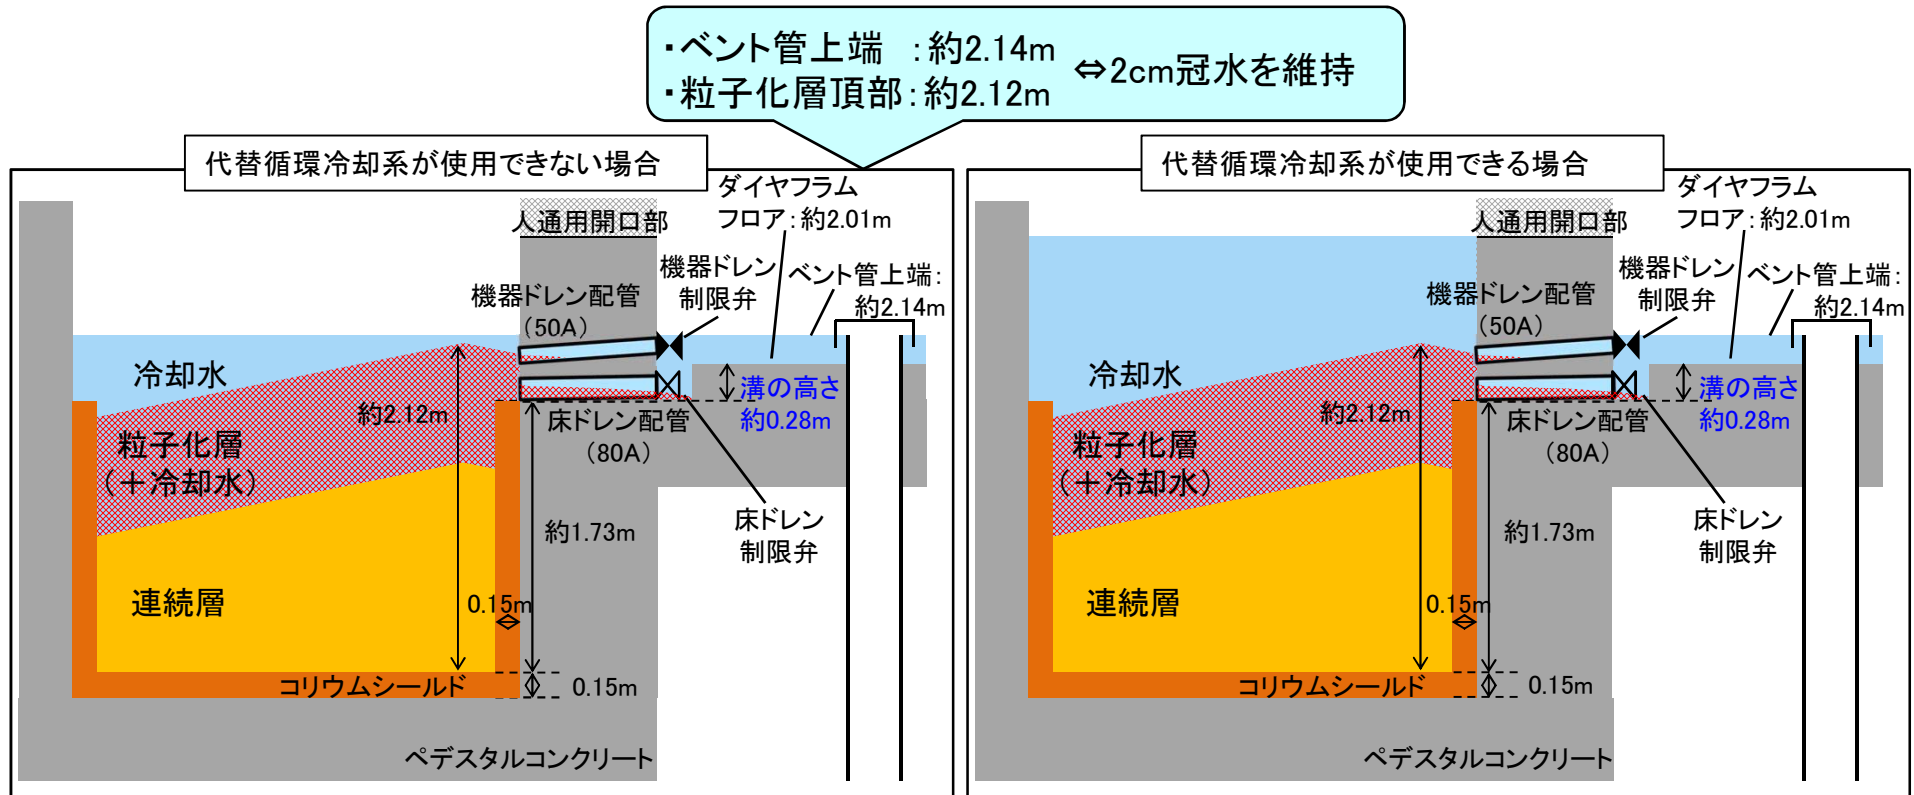 ・ベント管上端 ：約2.14m
・粒子化層頂部：約2.12m
⇔2cm冠水を維持
代替循環冷却系が使用できない場合
人通用開口部
ダイヤフラム
フロア：約2.01m
機器ドレン配管
（50A）
機器ドレン
制限弁
ベント管上端：
約2.14m
冷却水
約2.12m
粒子化層
（＋冷却水）
溝の高さ
約0.28m
床ドレン配管
（80A）
床ドレン
制限弁
約1.73m
連続層
0.15m
コリウムシールド
0.15m
ペデスタルコンクリート
代替循環冷却系が使用できる場合
人通用開口部
ダイヤフラム
フロア：約2.01m
機器ドレン配管
（50A）
機器ドレン
制限弁
ベント管上端：
約2.14m
冷却水
約2.12m
粒子化層
（＋冷却水）
溝の高さ
約0.28m
床ドレン配管
（80A）
床ドレン
制限弁
約1.73m
連続層
0.15m
コリウムシールド
0.15m
ペデスタルコンクリート